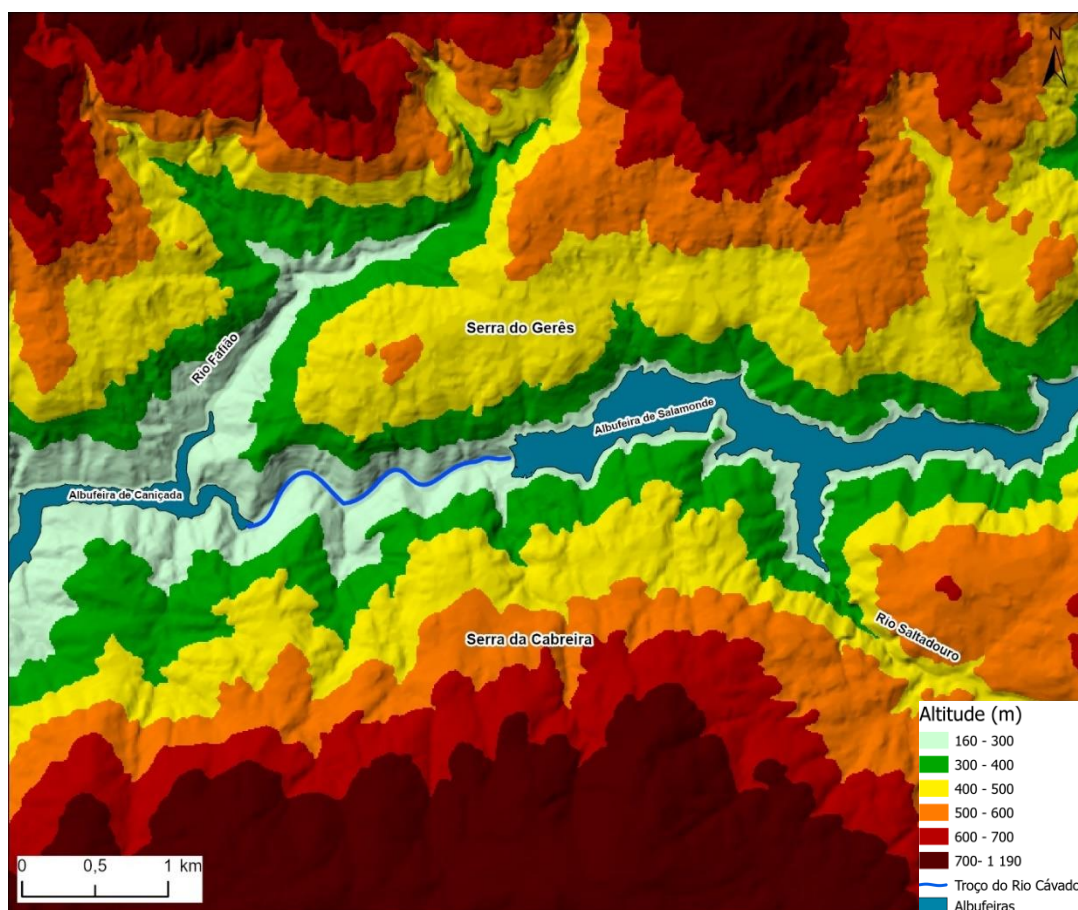 N
Serra do Gerês
Rio Fafião
Albufeira de Salamonde
Albufeira de Caniçada
Serra da Cabreira
Rio Saltadouro
Altitude (m)
160 - 300
300 - 400
400 - 500
500 - 600
600 - 700
700- 1 190
Troço do Rio Cávado
Albufeiras
0 0,5 1 km